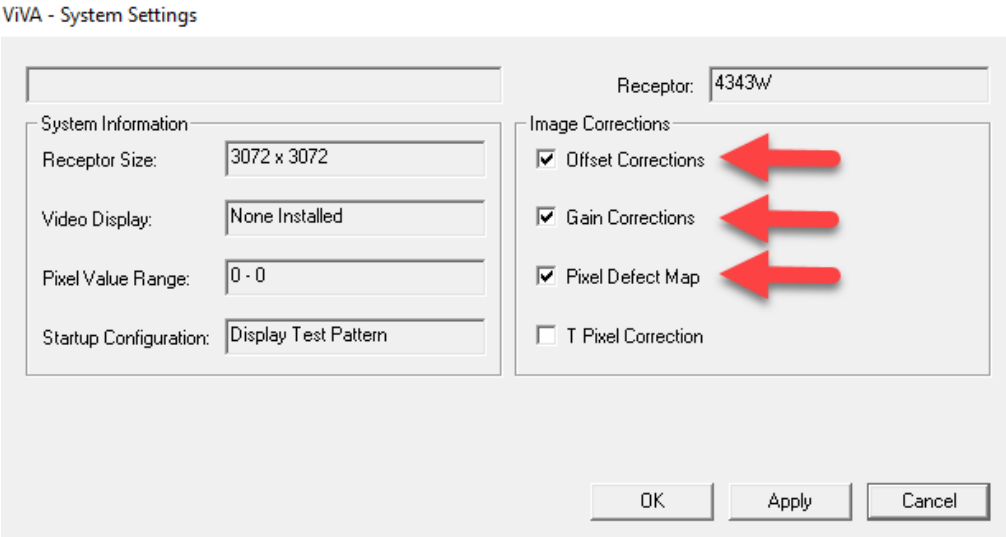 ViVA - System Settings
Receptor: 4343W
System Information
Receptor Size: 3072 x 3072
Video Display: None Installed
Pixel Value Range: 0 - 0
Startup Configuration: Display Test Pattern
Image Corrections
Offset Corrections
Gain Corrections
Pixel Defect Map
T Pixel Correction
OK
Apply
Cancel